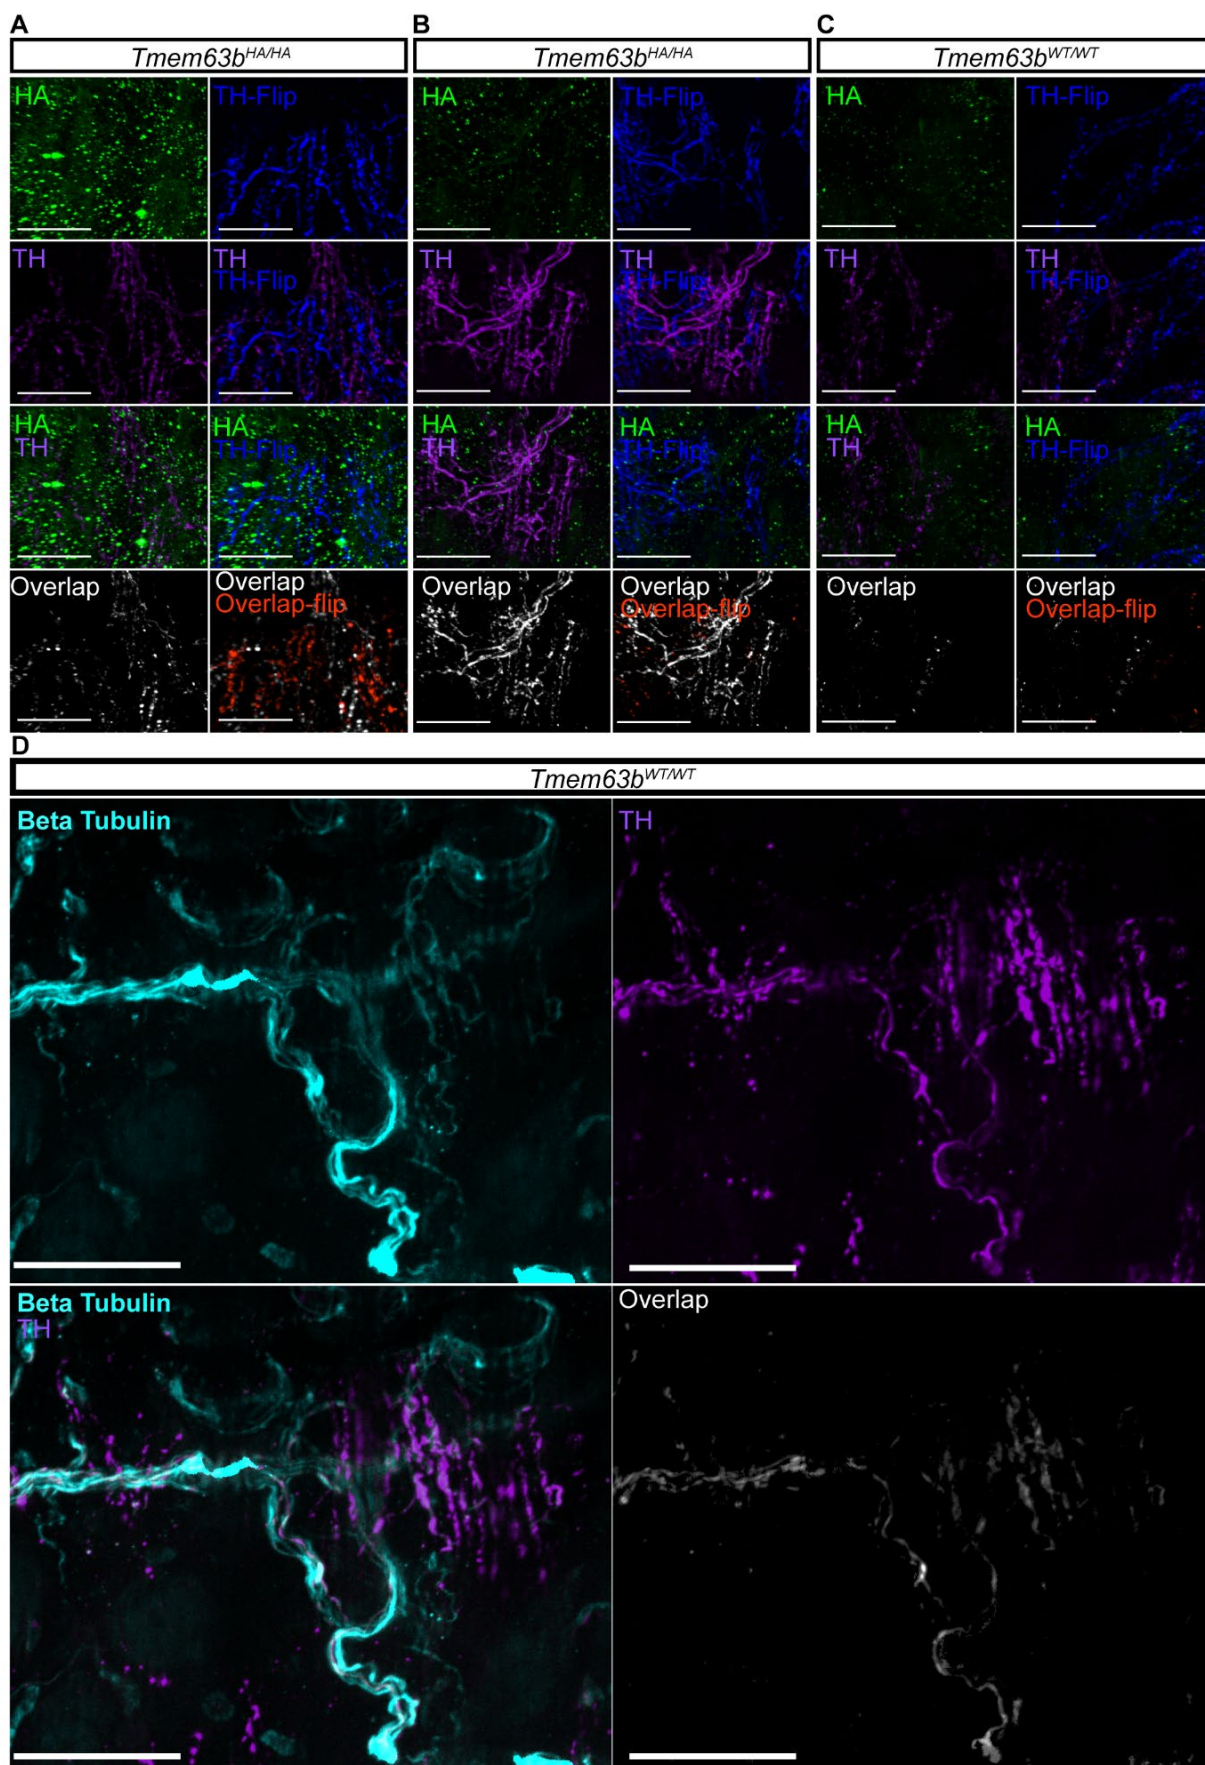 A
B
C
Tmem63bHA/HA
Tmem63bHA/HA
Tmem63bWT/WT
HA
TH-Flip
HA
TH-Flip
HA
TH-Flip
TH
TH
TH-Flip
TH
TH
TH-Flip
TH
TH
TH-Flip
HA
TH
HA
TH-Flip
HA
TH
HA
TH-Flip
HA
TH
HA
TH-Flip
Overlap
Overlap
Overlap-flip
Overlap
Overlap
Overlap-flip
Overlap
Overlap
Overlap-flip
D
Tmem63bWT/WT
Beta Tubulin
TH
Beta Tubulin
TH
Overlap